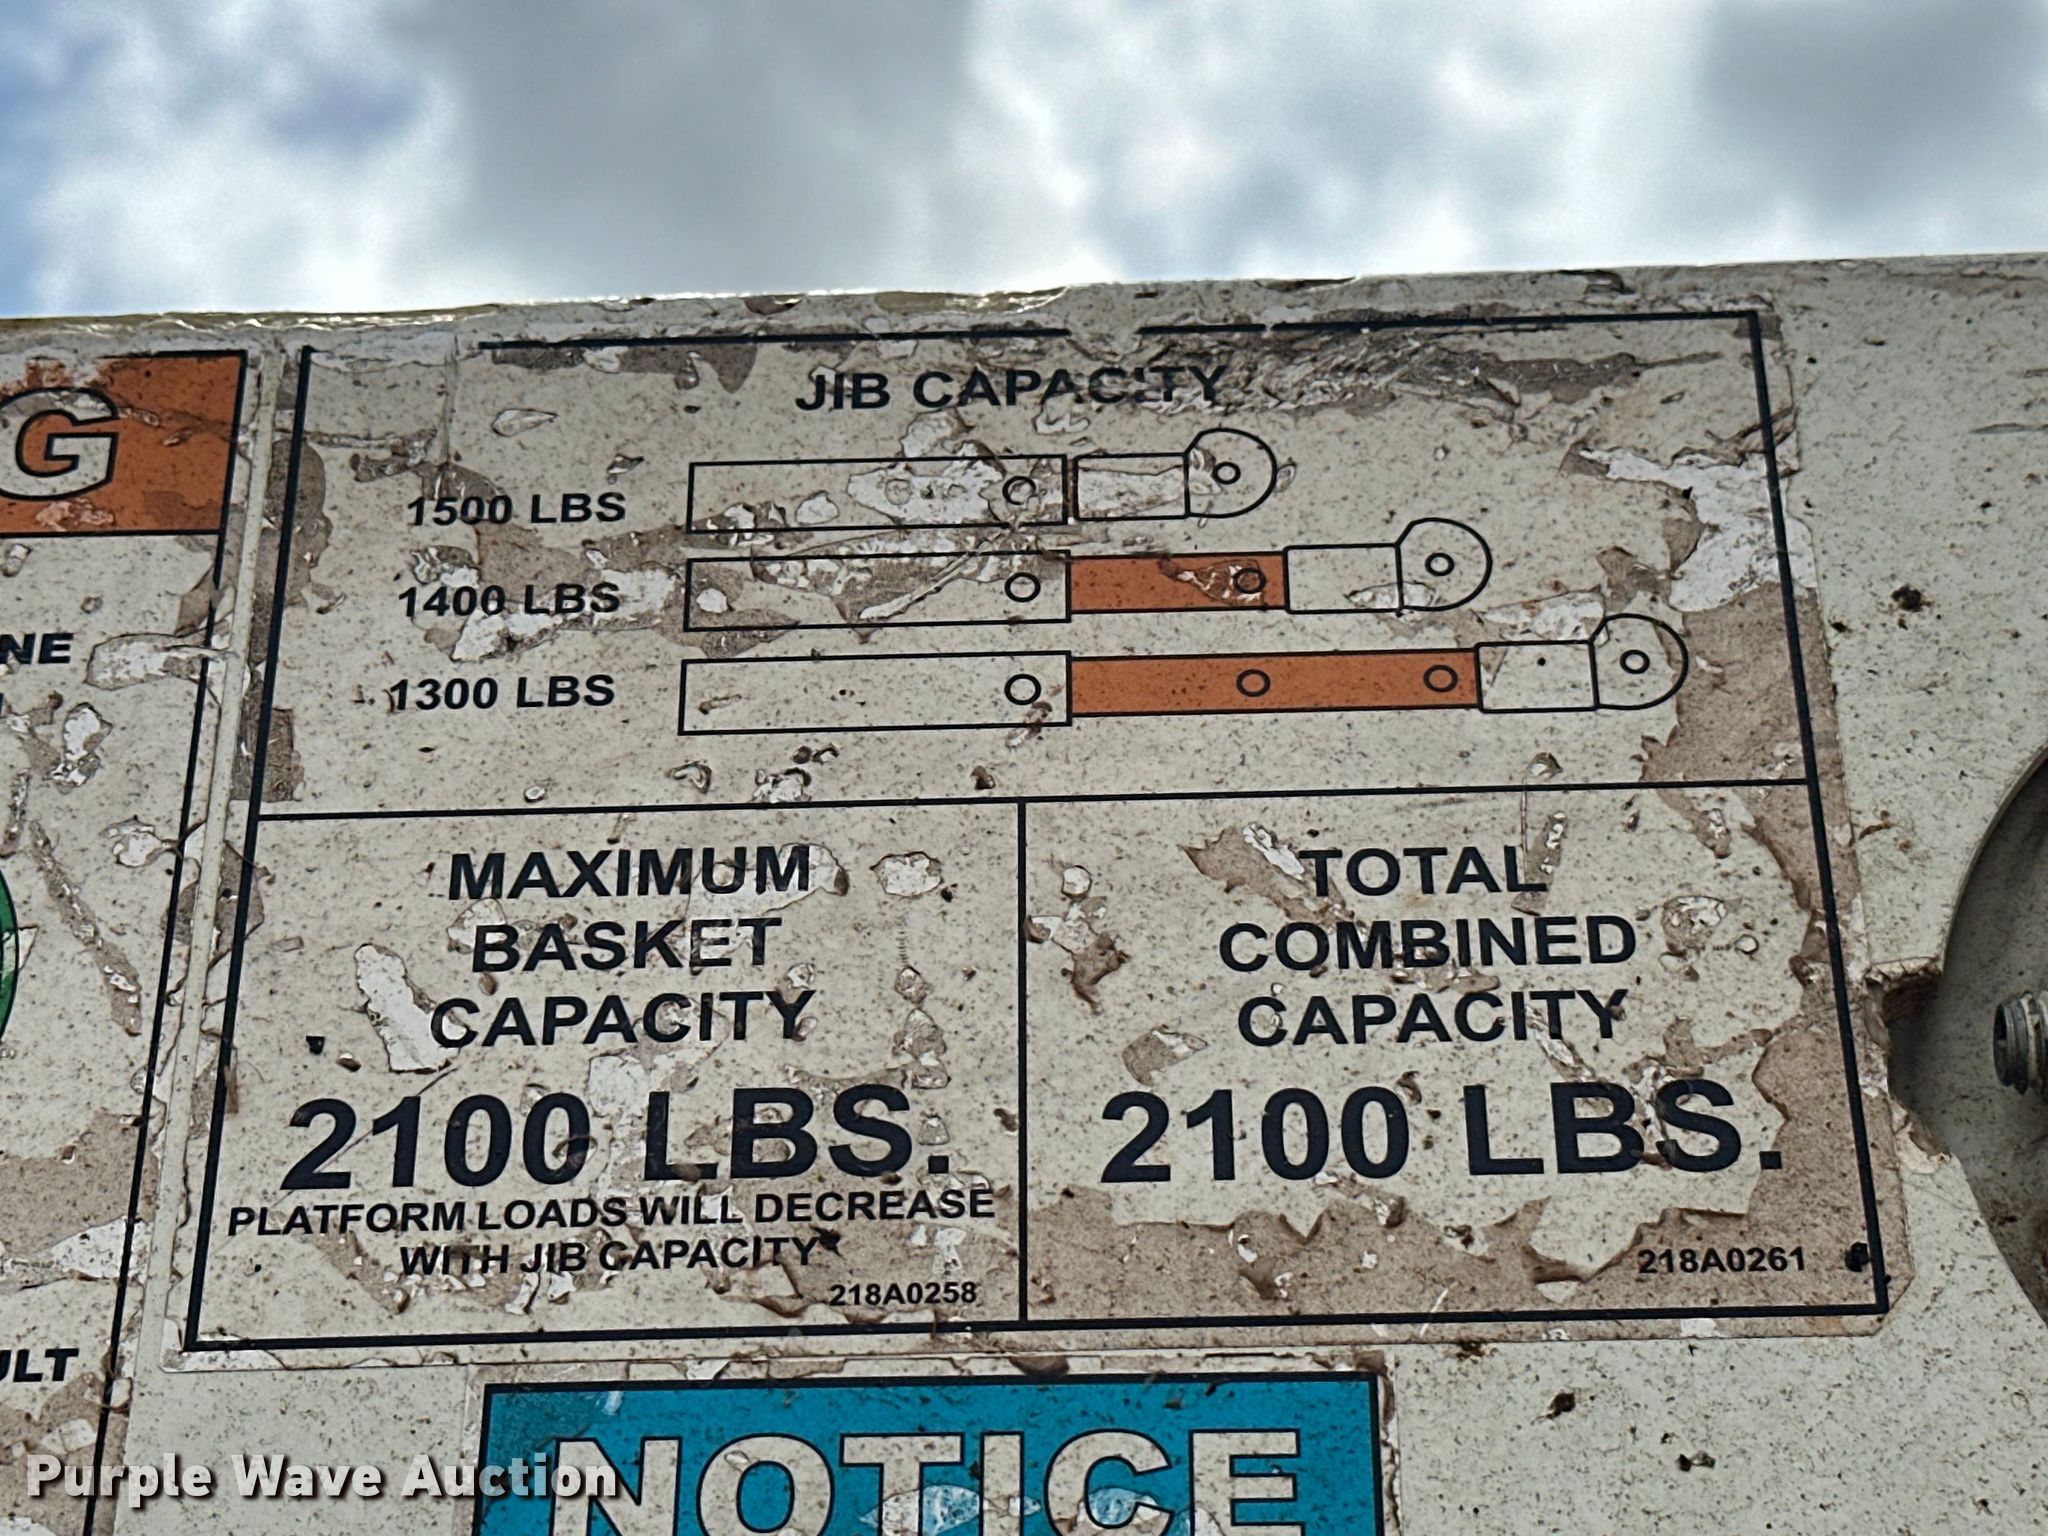 G
NE
JIB CAPACITY
1500 LBS
1400 LBS
1300 LBS
MAXIMUM
BASKET
CAPACITY
2100 LBS.
PLATFORM LOADS WILL DECREASE
WITH JIB CAPACITY
218A0258
TOTAL
COMBINED
CAPACITY
2100 LBS.
218A0261
ULT
NOTICE
Purple Wave Auction